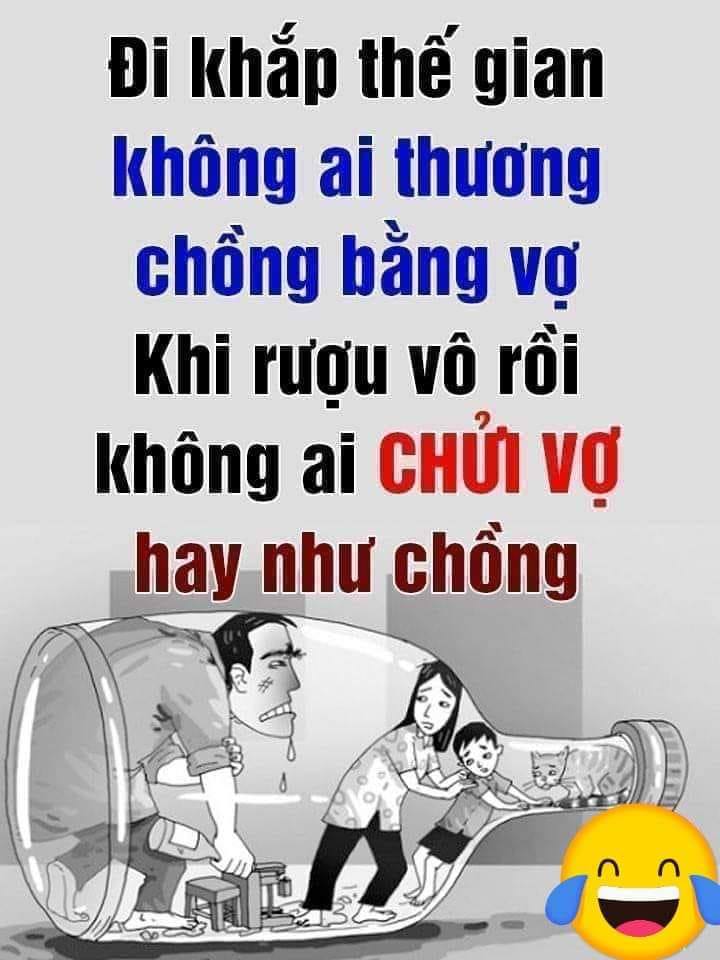 Đi khắp thế gian
không ai thương
chồng bằng vợ
Khi rượu vô rồi
không ai CHỬI VỢ
hay như chồng